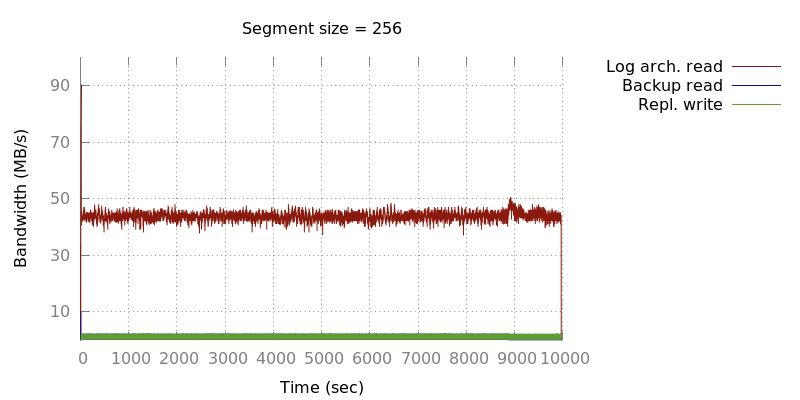 Segment size = 256
Log arch. read
Backup read
Repl. write
Bandwidth (MB/s)
90
70
50
30
10
0 1000 2000 3000 4000 5000 6000 7000 8000 9000 10000
Time (sec)